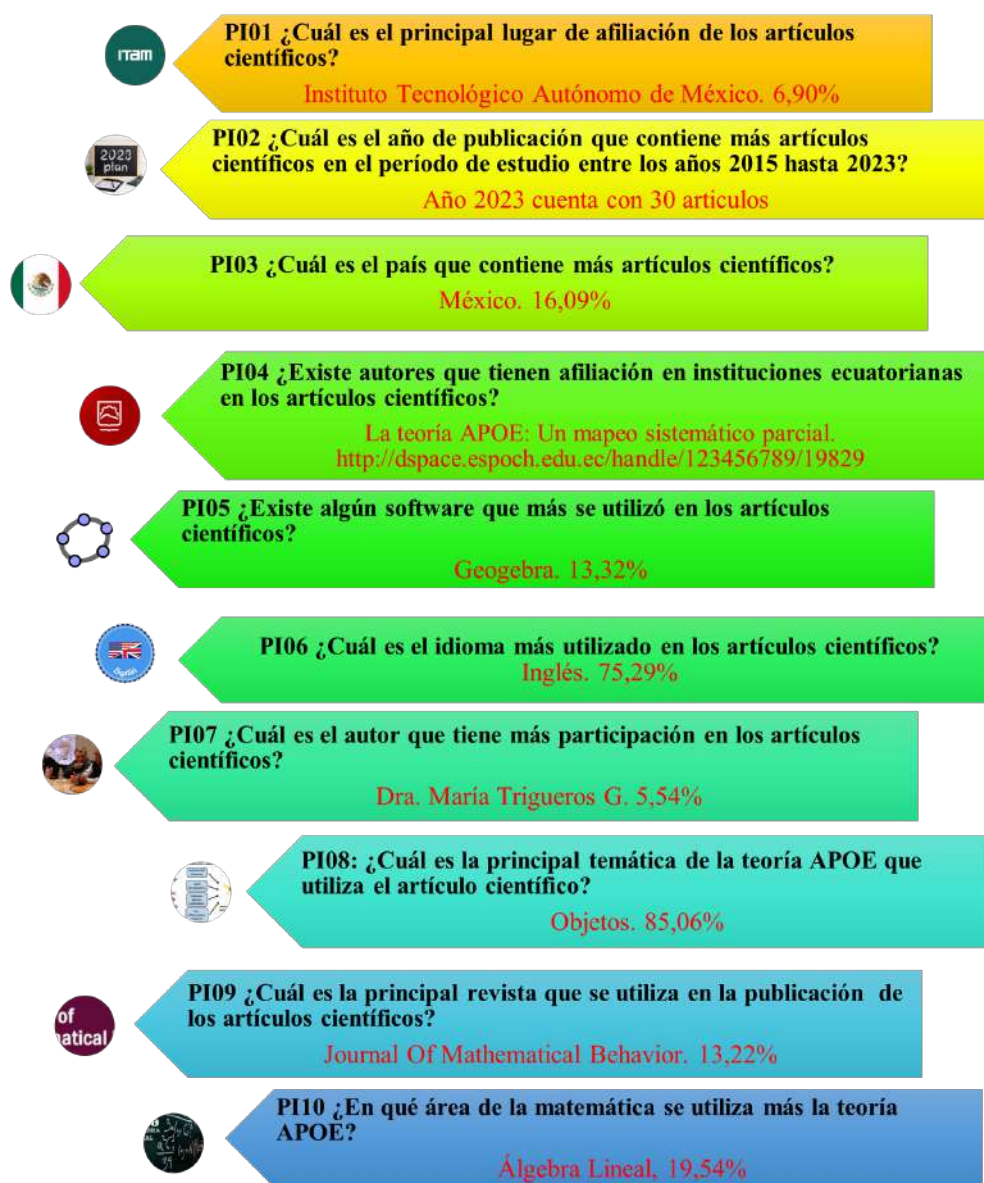 ITam
PI01 ¿Cuál es el principal lugar de afiliación de los artículos
científicos?
Instituto Tecnológico Autónomo de México. 6,90%
2023
plan
PI02 ¿Cuál es el año de publicación que contiene más artículos
científicos en el período de estudio entre los años 2015 hasta 2023?
Año 2023 cuenta con 30 articulos
PI03 ¿Cuál es el país que contiene más artículos científicos?
México. 16,09%
PI04 ¿Existe autores que tienen afiliación en instituciones ecuatorianas
en los artículos científicos?
La teoría APOE: Un mapeo sistemático parcial.
http://dspace.espoch.edu.ec/handle/123456789/19829
PI05 ¿Existe algún software que más se utilizó en los artículos
científicos?
Geogebra. 13,32%
PI06 ¿Cuál es el idioma más utilizado en los artículos científicos?
Inglés. 75,29%
PI07 ¿Cuál es el autor que tiene más participación en los artículos
científicos?
Dra. María Trigueros G. 5,54%
PI08: ¿Cuál es la principal temática de la teoría APOE que
utiliza el artículo científico?
Objetos. 85,06%
of
natical
PI09 ¿Cuál es la principal revista que se utiliza en la publicación de
los artículos científicos?
Journal Of Mathematical Behavior. 13,22%
PI10 ¿En qué área de la matemática se utiliza más la teoría
APOE?
Álgebra Lineal, 19,54%